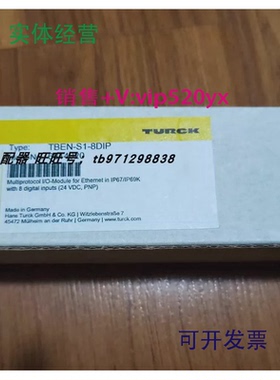 实体经营
销售+V:vip520yx
TURCK
Type: TBEN-S1-8DIP
配器 旺旺号, tb971298838
Multiprotocol I/O-Module for Ethernet in IP67/IP69K
with 8 digital inputs (24 VDC, PNP)
Made in Germany
Hans Turck GmbH & Co. KG | Witzlebenstraße 7
45472 Mülheim an der Ruhr | Germany
www.turck.com
可开发票